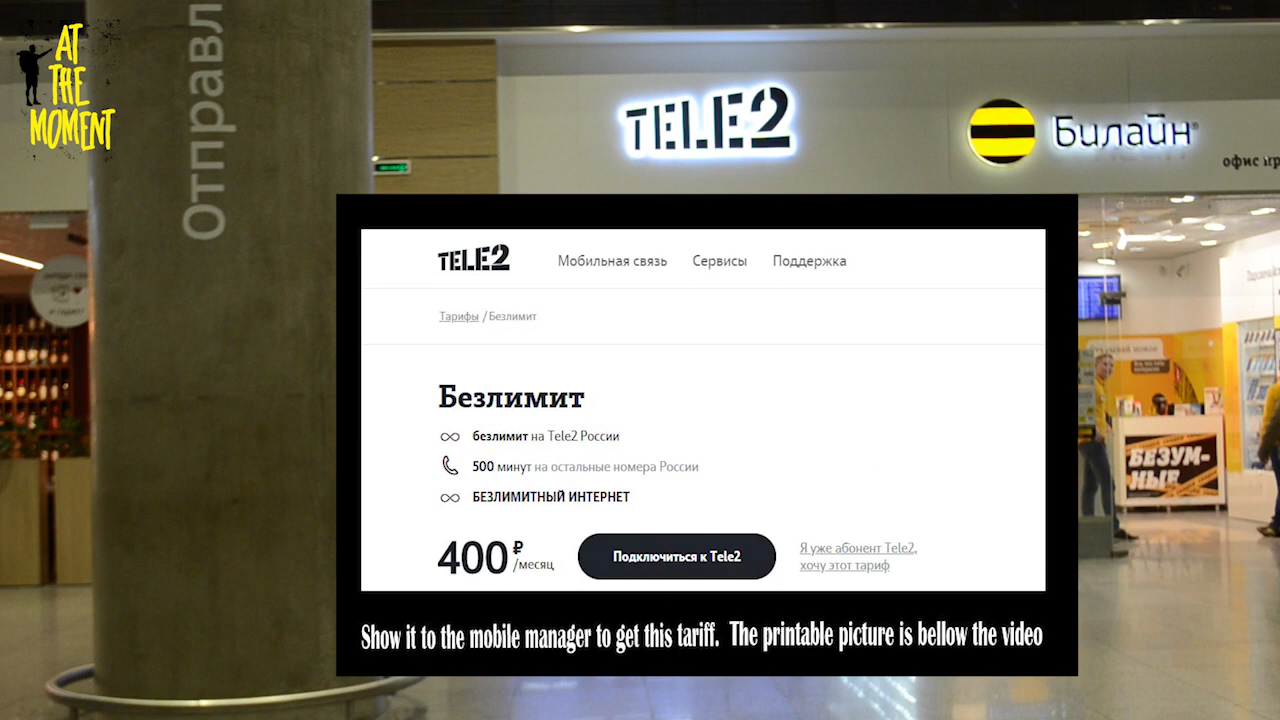 AT
THE
MOMENT
Отправл
TELE2
Билайн
офис пр
TELE2
Мобильная связь
Сервисы
Поддержка
Тарифы / Безлимит
Безлимит
безлимит на Tele2 России
500 минут на остальные номера России
БЕЗЛИМИТНЫЙ ИНТЕРНЕТ
400 ₽
/месяц
Подключиться к Tele2
Я уже абонент Tele2,
хочу этот тариф
БЕЗУМ-
НЫЕ
Show it to the mobile manager to get this tariff. The printable picture is bellow the video